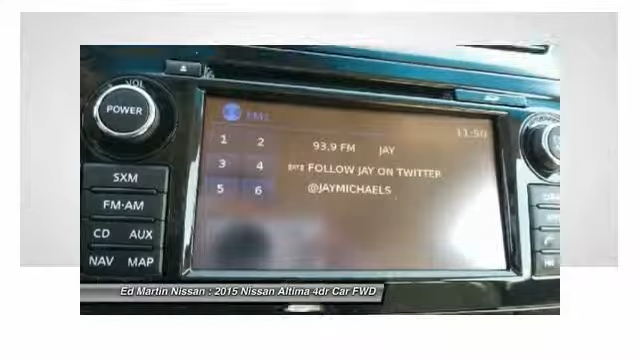 VOL
POWER
FM1
11:50
1 2
93.9 FM JAY
3 4
FOLLOW JAY ON TWITTER
5 6
@JAYMICHAELS
SXM
FM·AM
CD AUX
NAV MAP
Ed Martin Nissan : 2015 Nissan Altima 4dr Car FWD